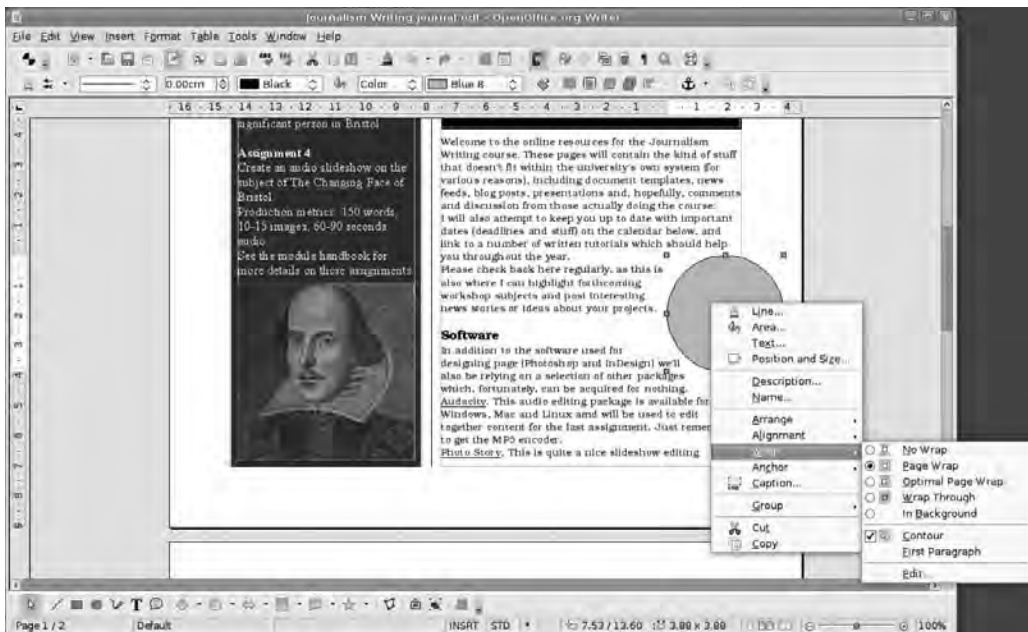 Journalism Writing journal.odt - OpenOffice.org Writer
File Edit View Insert Format Table Tools Window Help
0.00cm Black Color Blue 8
16 15 14 13 12 11 10 9 8 7 6 5 4 3 2 1 1 2 3 4
significant person in Bristol
Assignment 4
Create an audio slideshow on the
subject of The Changing Face of
Bristol
Production metrics: 150 words,
10-15 images, 60-90 seconds
audio
See the module handbook for
more details on these assignments
Welcome to the online resources for the Journalism
Writing course. These pages will contain the kind of stuff
that doesn't fit within the university's own system (for
various reasons), including document templates, news
feeds, blog posts, presentations and, hopefully, comments
and discussion from those actually doing the course.
I will also attempt to keep you up to date with important
dates (deadlines and stuff) on the calendar below, and
link to a number of written tutorials which should help
you throughout the year.
Please check back here regularly, as this is
also where I can highlight forthcoming
workshop subjects and post interesting
news stories or ideas about your projects.
Software
In addition to the software used for
designing page (Photoshop and InDesign) we'll
also be relying on a selection of other packages
which, fortunately, can be acquired for nothing.
Audacity. This audio editing package is available for
Windows, Mac and Linux amd will be used to edit
together content for the last assignment. Just remem
to get the MP3 encoder.
Photo Story. This is quite a nice slideshow editing
Line...
Area...
Text...
Position and Size...
Description...
Name...
Arrange
Alignment
Wrap
Anchor
Caption...
Group
Cut
Copy
No Wrap
Page Wrap
Optimal Page Wrap
Wrap Through
In Background
Contour
First Paragraph
Edit...
Page 1 / 2 Default INSRT STD * 7.53 / 13.60 3.88 x 3.88 100%